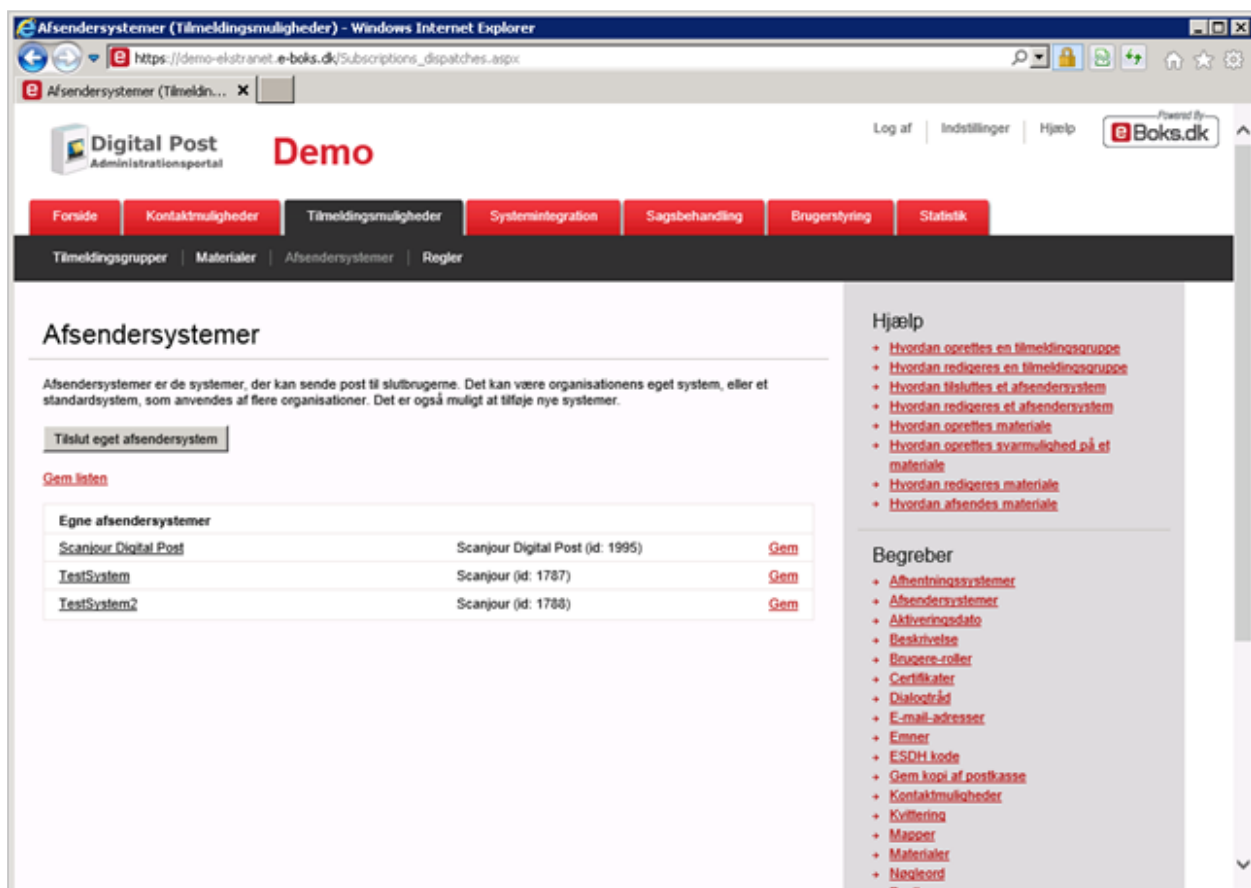 Afsendersystemer (Tilmeldingsmuligheder) - Windows Internet Explorer
https://demo-ekstranet.e-boks.dk/Subscriptions_dispatches.aspx
Afsendersystemer (Tilmeldin...
Digital Post
Administrationsportal
Demo
Log af
Indstillinger
Hjælp
Powered By
e Boks.dk
Forside
Kontaktmuligheder
Tilmeldingsmuligheder
Systemintegration
Sagsbehandling
Brugerstyring
Statistik
Tilmeldingsgrupper
Materialer
Afsendersystemer
Regler
Afsendersystemer
Afsendersystemer er de systemer, der kan sende post til slutbrugerne. Det kan være organisationens eget system, eller et
standardsystem, som anvendes af flere organisationer. Det er også muligt at tilføje nye systemer.
Tilslut eget afsendersystem
Gem listen
Egne afsendersystemer
Scanjour Digital Post Scanjour Digital Post (id: 1995) Gem
TestSystem Scanjour (id: 1787) Gem
TestSystem2 Scanjour (id: 1788) Gem
Hjælp
Hvordan oprettes en tilmeldingsgruppe
Hvordan redigeres en tilmeldingsgruppe
Hvordan tilsluttes et afsendersystem
Hvordan redigeres et afsendersystem
Hvordan oprettes materiale
Hvordan oprettes svarmulighed på et
materiale
Hvordan redigeres materiale
Hvordan afsendes materiale
Begreber
Afhentningssystemer
Afsendersystemer
Aktiveringsdato
Beskrivelse
Brugere-roller
Certifikater
Dialogtråd
E-mail-adresser
Emner
ESDH kode
Gem kopi af postkasse
Kontaktmuligheder
Kvittering
Mapper
Materialer
Nøgleord